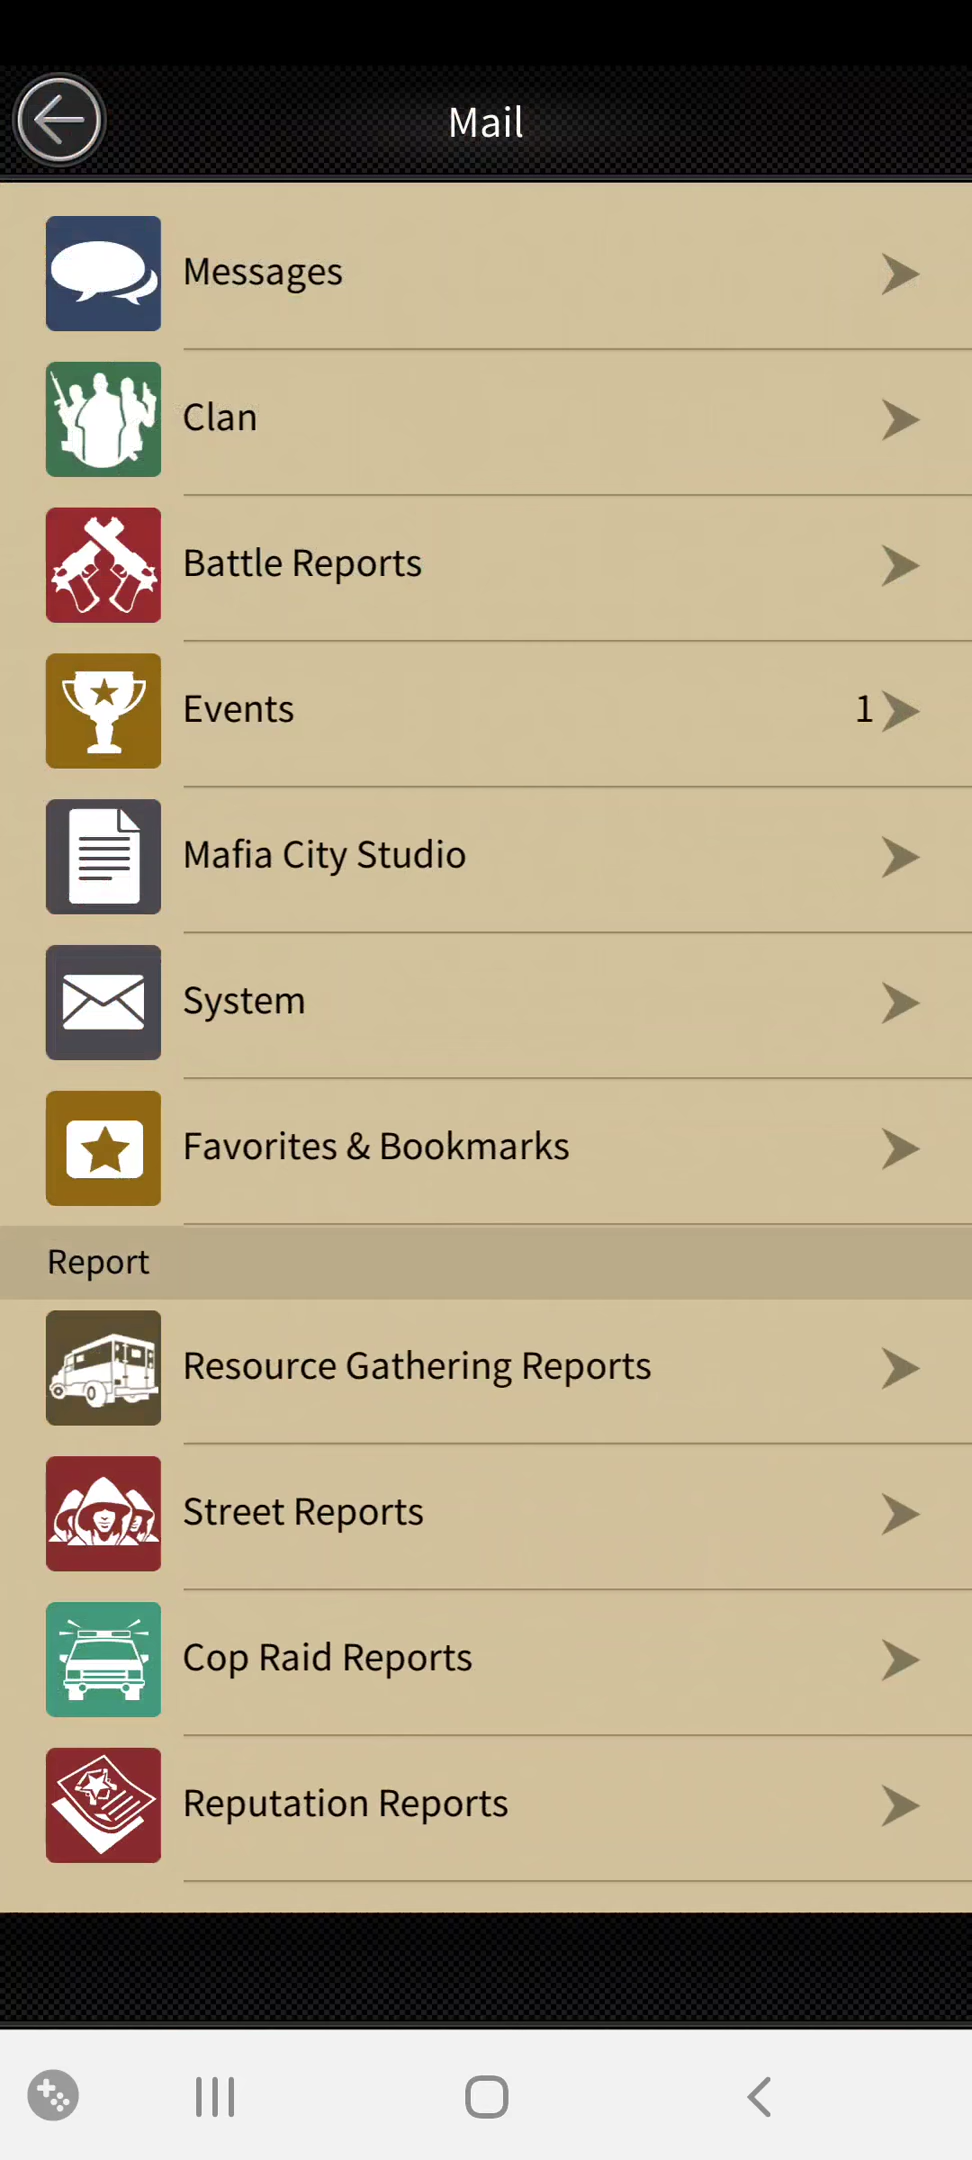 Mail
Messages
Clan
Battle Reports
Events 1
Mafia City Studio
System
Favorites & Bookmarks
Report
Resource Gathering Reports
Street Reports
Cop Raid Reports
Reputation Reports